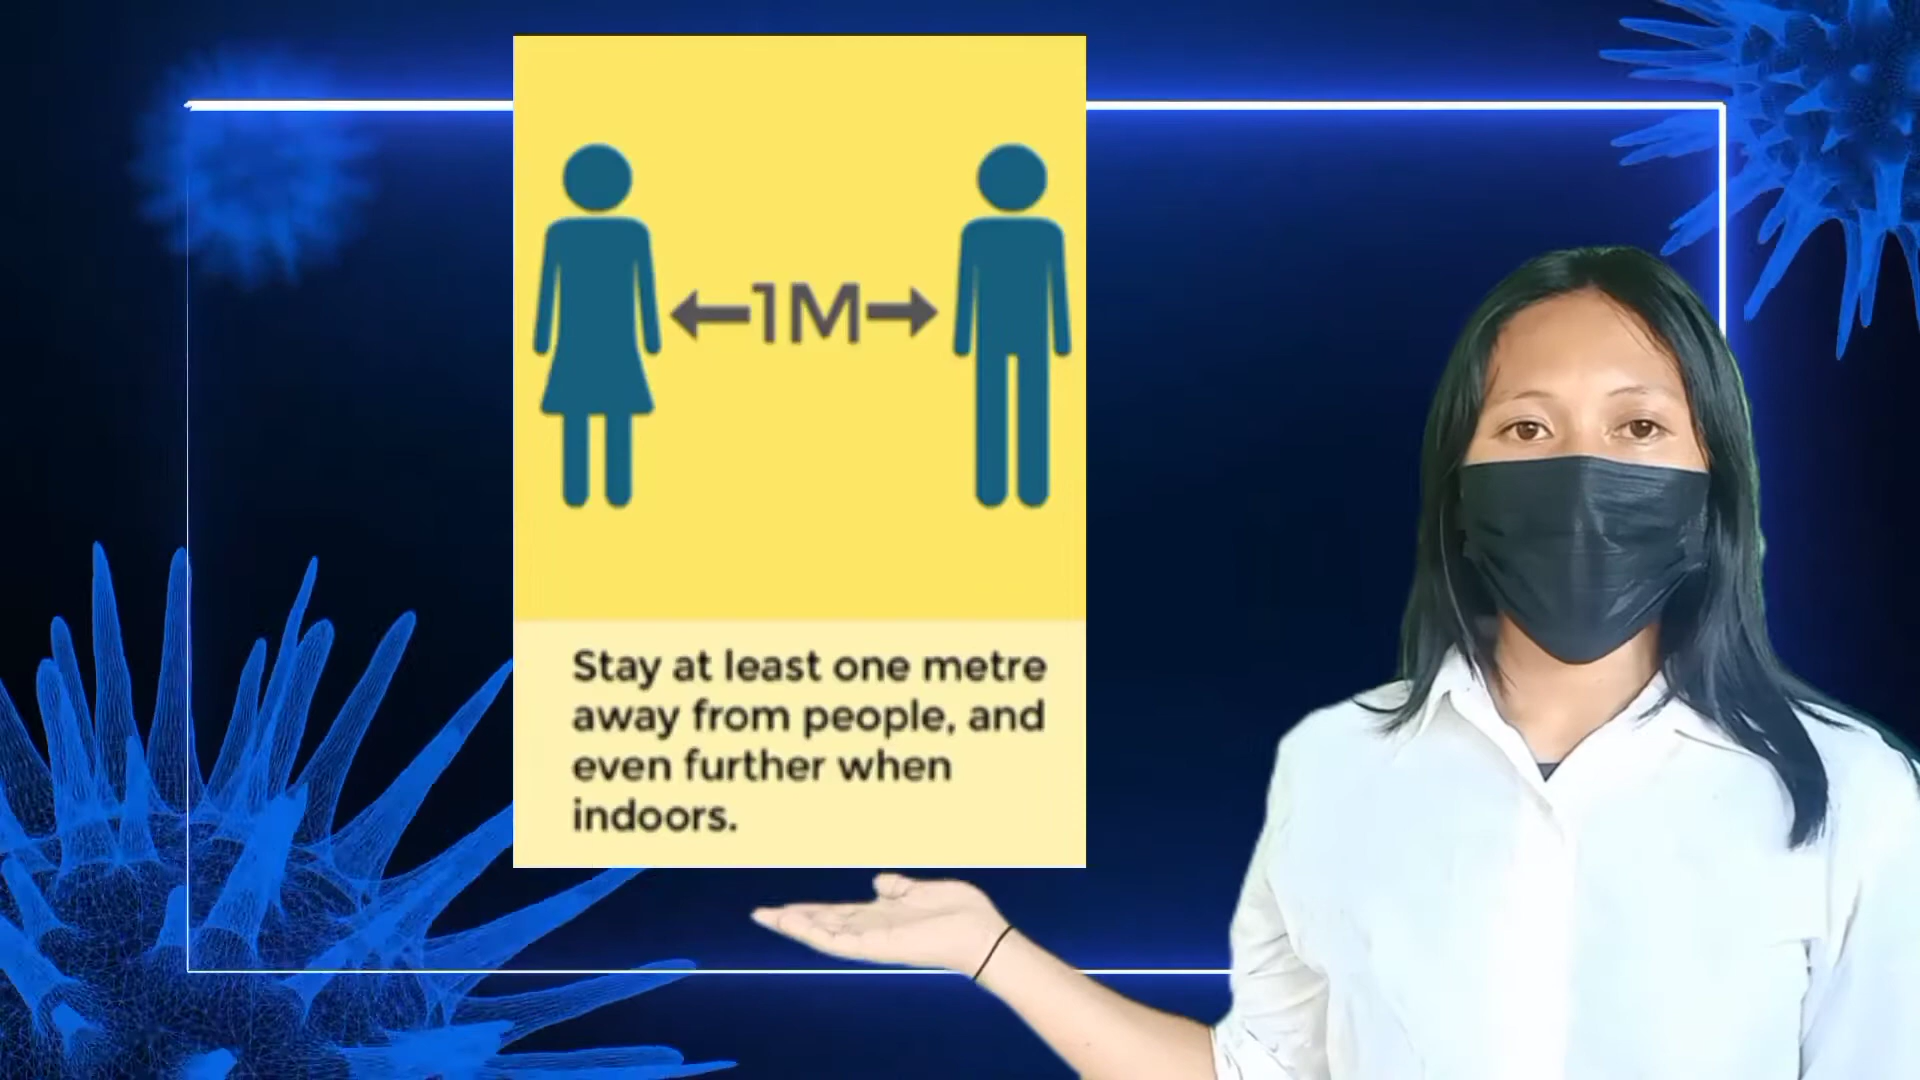 1M
Stay at least one metre
away from people, and
even further when
indoors.